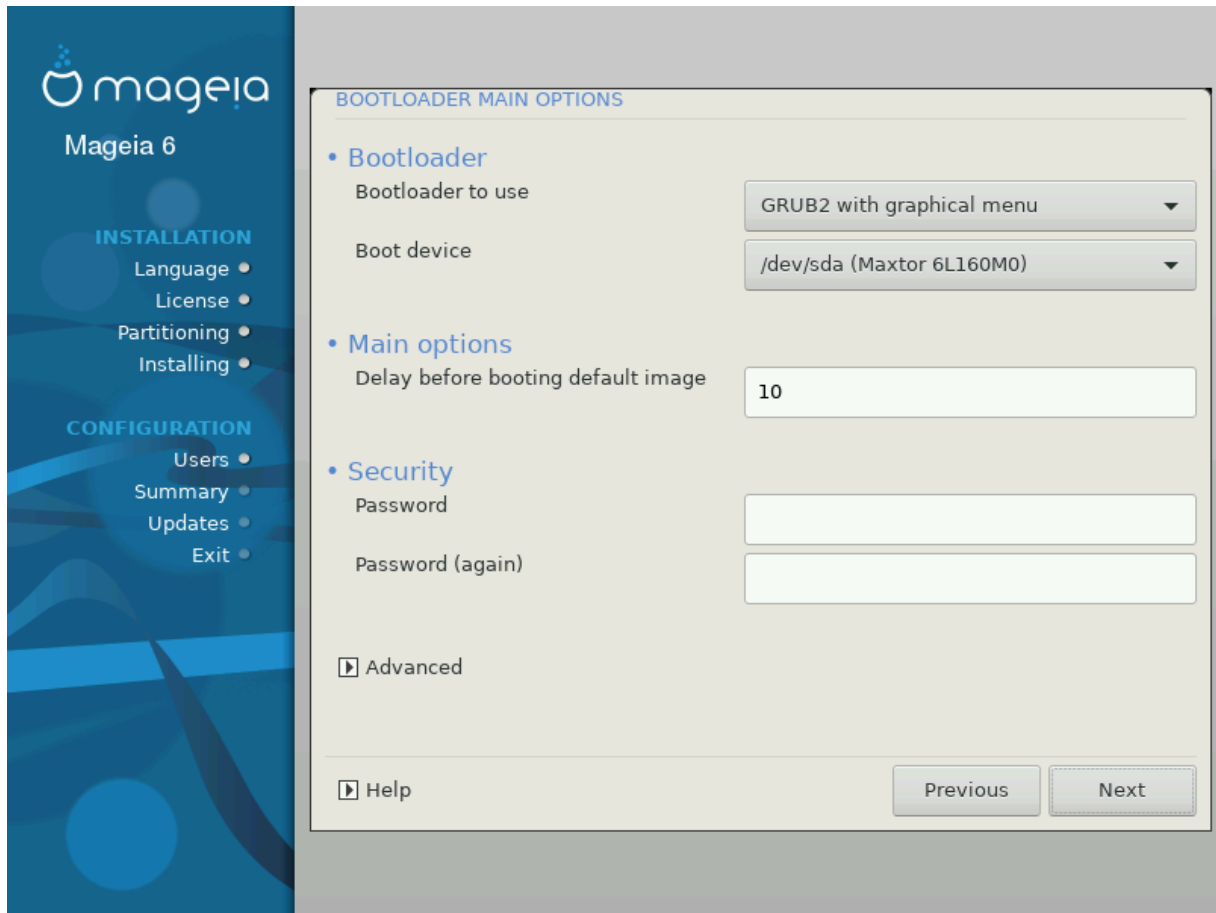 mageia
Mageia 6
INSTALLATION
Language
License
Partitioning
Installing
CONFIGURATION
Users
Summary
Updates
Exit
BOOTLOADER MAIN OPTIONS
• Bootloader
Bootloader to use
GRUB2 with graphical menu
Boot device
/dev/sda (Maxtor 6L160M0)
• Main options
Delay before booting default image
10
• Security
Password
Password (again)
Advanced
Help
Previous
Next